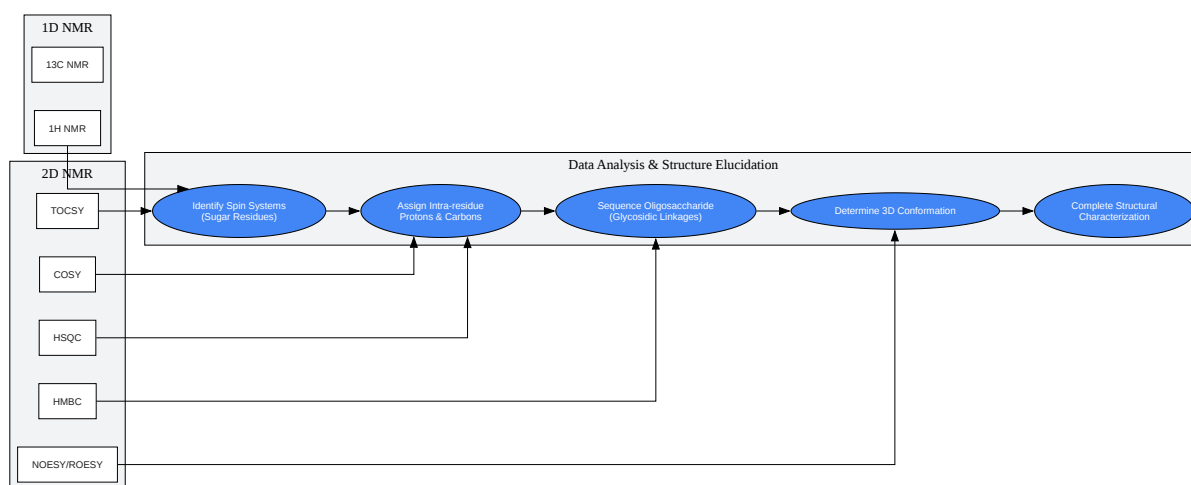 1D NMR
13C NMR
1H NMR
2D NMR
TOCSY
COSY
HSQC
HMBC
NOESY/ROESY
Data Analysis & Structure Elucidation
Identify Spin Systems
(Sugar Residues)
Assign Intra-residue
Protons & Carbons
Sequence Oligosaccharide
(Glycosidic Linkages)
Determine 3D Conformation
Complete Structural
Characterization